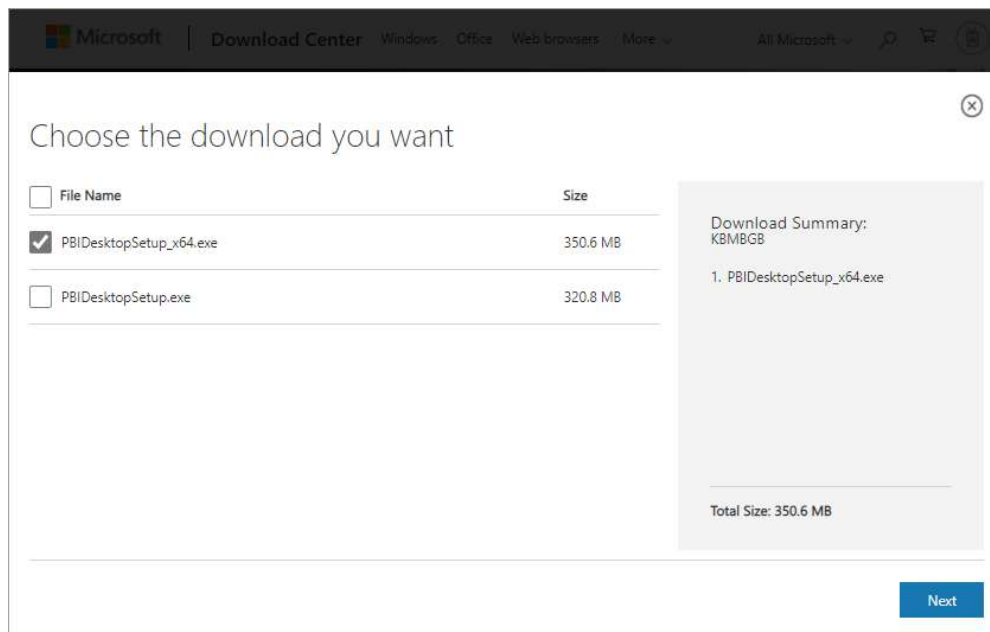 Microsoft Download Center Windows Office Web browsers More All Microsoft
Choose the download you want
File Name Size
PBIDesktopSetup_x64.exe 350.6 MB
PBIDesktopSetup.exe 320.8 MB
Download Summary:
KBMBGB
1. PBIDesktopSetup_x64.exe
Total Size: 350.6 MB
Next